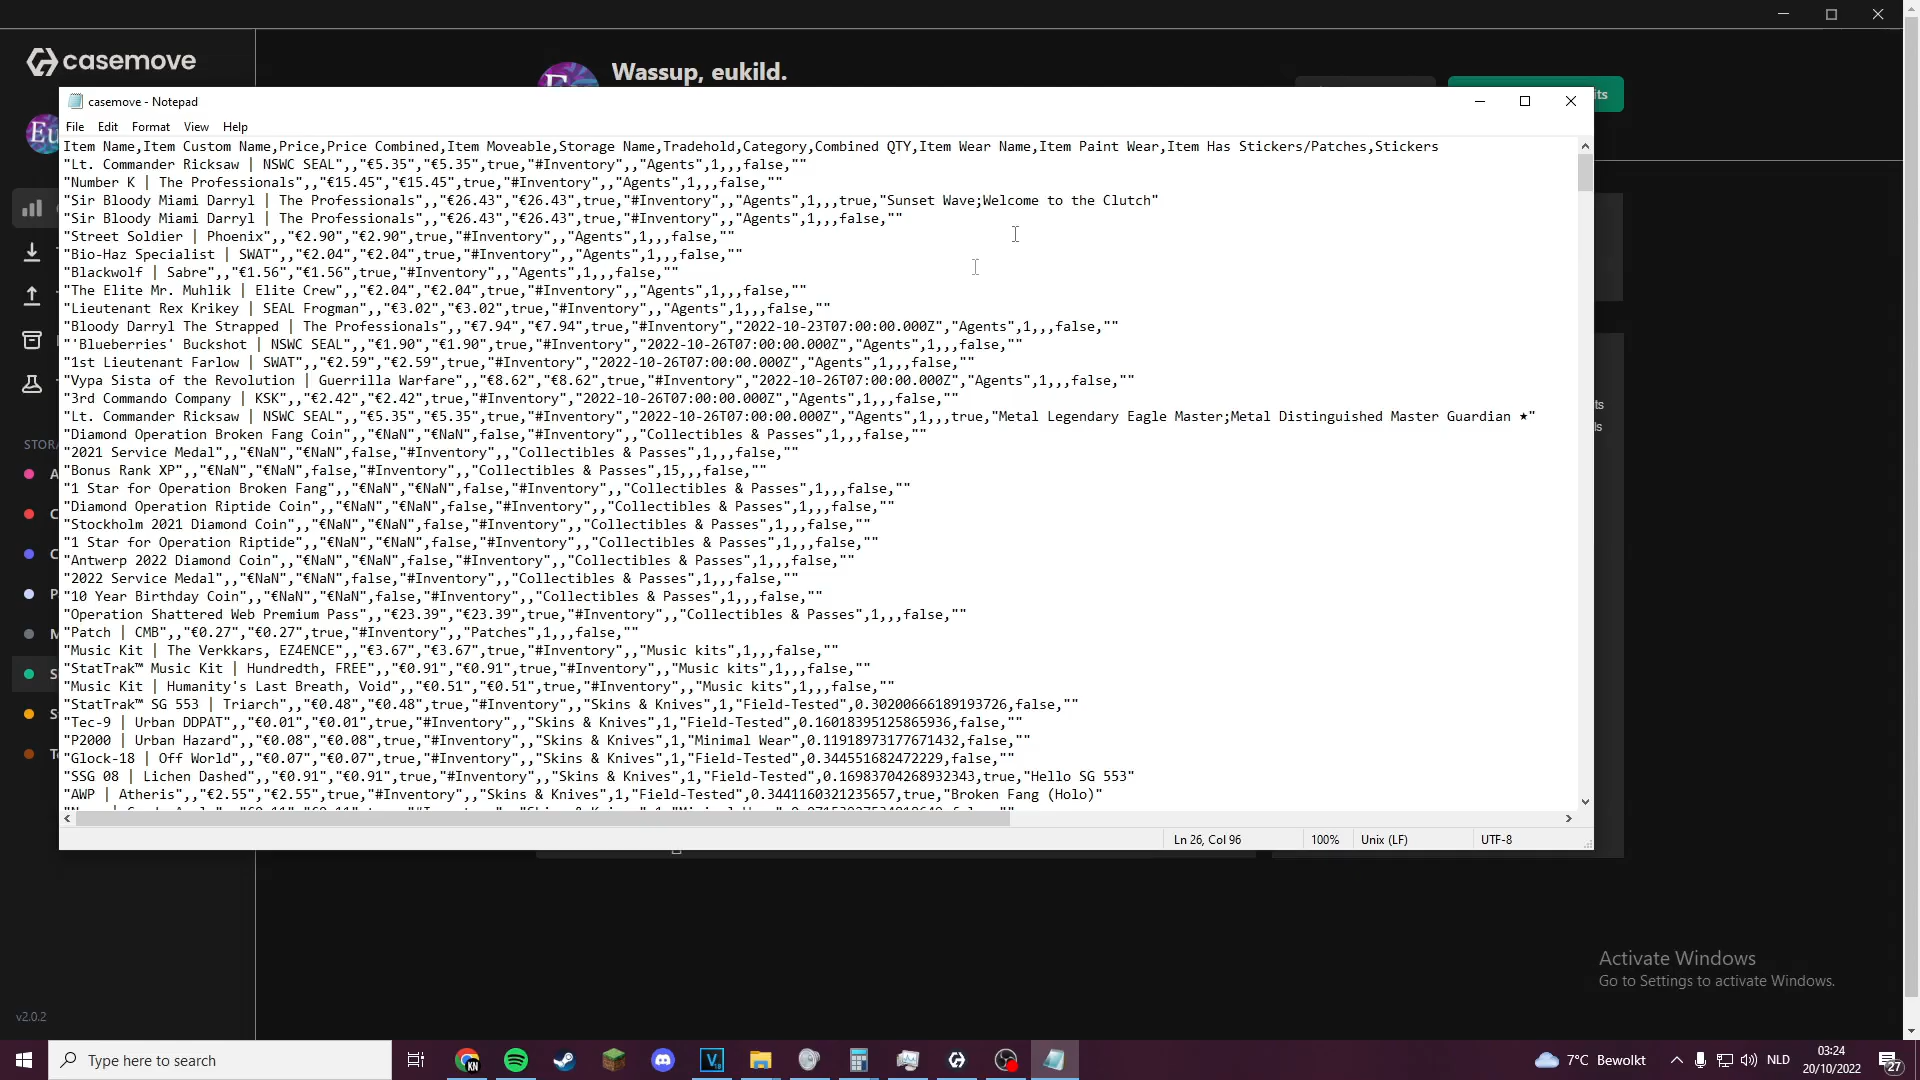 casemove
Wassup, eukild.
Eu
casemove - Notepad
File Edit Format View Help
Item Name,Item Custom Name,Price,Price Combined,Item Moveable,Storage Name,Tradehold,Category,Combined QTY,Item Wear Name,Item Paint Wear,Item Has Stickers/Patches,Stickers
"Lt. Commander Ricksaw | NSWC SEAL",,"€5.35","€5.35",true,"#Inventory",,"Agents",1,,,false,""
"Number K | The Professionals",,"€15.45","€15.45",true,"#Inventory",,"Agents",1,,,false,""
"Sir Bloody Miami Darryl | The Professionals",,"€26.43","€26.43",true,"#Inventory",,"Agents",1,,,true,"Sunset Wave;Welcome to the Clutch"
"Sir Bloody Miami Darryl | The Professionals",,"€26.43","€26.43",true,"#Inventory",,"Agents",1,,,false,""
"Street Soldier | Phoenix",,"€2.90","€2.90",true,"#Inventory",,"Agents",1,,,false,""
"Bio-Haz Specialist | SWAT",,"€2.04","€2.04",true,"#Inventory",,"Agents",1,,,false,""
"Blackwolf | Sabre",,"€1.56","€1.56",true,"#Inventory",,"Agents",1,,,false,""
"The Elite Mr. Muhlik | Elite Crew",,"€2.04","€2.04",true,"#Inventory",,"Agents",1,,,false,""
"Lieutenant Rex Krikey | SEAL Frogman",,"€3.02","€3.02",true,"#Inventory",,"Agents",1,,,false,""
"Bloody Darryl The Strapped | The Professionals",,"€7.94","€7.94",true,"#Inventory","2022-10-23T07:00:00.000Z","Agents",1,,,false,""
"'Blueberries' Buckshot | NSWC SEAL",,"€1.90","€1.90",true,"#Inventory","2022-10-26T07:00:00.000Z","Agents",1,,,false,""
"1st Lieutenant Farlow | SWAT",,"€2.59","€2.59",true,"#Inventory","2022-10-26T07:00:00.000Z","Agents",1,,,false,""
"Vypa Sista of the Revolution | Guerrilla Warfare",,"€8.62","€8.62",true,"#Inventory","2022-10-26T07:00:00.000Z","Agents",1,,,false,""
"3rd Commando Company | KSK",,"€2.42","€2.42",true,"#Inventory","2022-10-26T07:00:00.000Z","Agents",1,,,false,""
"Lt. Commander Ricksaw | NSWC SEAL",,"€5.35","€5.35",true,"#Inventory","2022-10-26T07:00:00.000Z","Agents",1,,,true,"Metal Legendary Eagle Master;Metal Distinguished Master Guardian ★"
"Diamond Operation Broken Fang Coin",,"€NaN","€NaN",false,"#Inventory",,"Collectibles & Passes",1,,,false,""
"2021 Service Medal",,"€NaN","€NaN",false,"#Inventory",,"Collectibles & Passes",1,,,false,""
"Bonus Rank XP",,"€NaN","€NaN",false,"#Inventory",,"Collectibles & Passes",15,,,false,""
"1 Star for Operation Broken Fang",,"€NaN","€NaN",false,"#Inventory",,"Collectibles & Passes",1,,,false,""
"Diamond Operation Riptide Coin",,"€NaN","€NaN",false,"#Inventory",,"Collectibles & Passes",1,,,false,""
"Stockholm 2021 Diamond Coin",,"€NaN","€NaN",false,"#Inventory",,"Collectibles & Passes",1,,,false,""
"1 Star for Operation Riptide",,"€NaN","€NaN",false,"#Inventory",,"Collectibles & Passes",1,,,false,""
"Antwerp 2022 Diamond Coin",,"€NaN","€NaN",false,"#Inventory",,"Collectibles & Passes",1,,,false,""
"2022 Service Medal",,"€NaN","€NaN",false,"#Inventory",,"Collectibles & Passes",1,,,false,""
"10 Year Birthday Coin",,"€NaN","€NaN",false,"#Inventory",,"Collectibles & Passes",1,,,false,""
"Operation Shattered Web Premium Pass",,"€23.39","€23.39",true,"#Inventory",,"Collectibles & Passes",1,,,false,""
"Patch | CMB",,"€0.27","€0.27",true,"#Inventory",,"Patches",1,,,false,""
"Music Kit | The Verkkars, EZ4ENCE",,"€3.67","€3.67",true,"#Inventory",,"Music kits",1,,,false,""
"StatTrak™ Music Kit | Hundredth, FREE",,"€0.91","€0.91",true,"#Inventory",,"Music kits",1,,,false,""
"Music Kit | Humanity's Last Breath, Void",,"€0.51","€0.51",true,"#Inventory",,"Music kits",1,,,false,""
"StatTrak™ SG 553 | Triarch",,"€0.48","€0.48",true,"#Inventory",,"Skins & Knives",1,"Field-Tested",0.30200666189193726,false,""
"Tec-9 | Urban DDPAT",,"€0.01","€0.01",true,"#Inventory",,"Skins & Knives",1,"Field-Tested",0.16018395125865936,false,""
"P2000 | Urban Hazard",,"€0.08","€0.08",true,"#Inventory",,"Skins & Knives",1,"Minimal Wear",0.11918973177671432,false,""
"Glock-18 | Off World",,"€0.07","€0.07",true,"#Inventory",,"Skins & Knives",1,"Field-Tested",0.344551682472229,false,""
"SSG 08 | Lichen Dashed",,"€0.91","€0.91",true,"#Inventory",,"Skins & Knives",1,"Field-Tested",0.16983704268932343,true,"Hello SG 553"
"AWP | Atheris",,"€2.55","€2.55",true,"#Inventory",,"Skins & Knives",1,"Field-Tested",0.3441160321235657,true,"Broken Fang (Holo)"
Ln 26, Col 96 100% Unix (LF) UTF-8
Activate Windows
Go to Settings to activate Windows.
v2.0.2
Type here to search
KN
7°C Bewolkt
NLD
03:24
20/10/2022
27